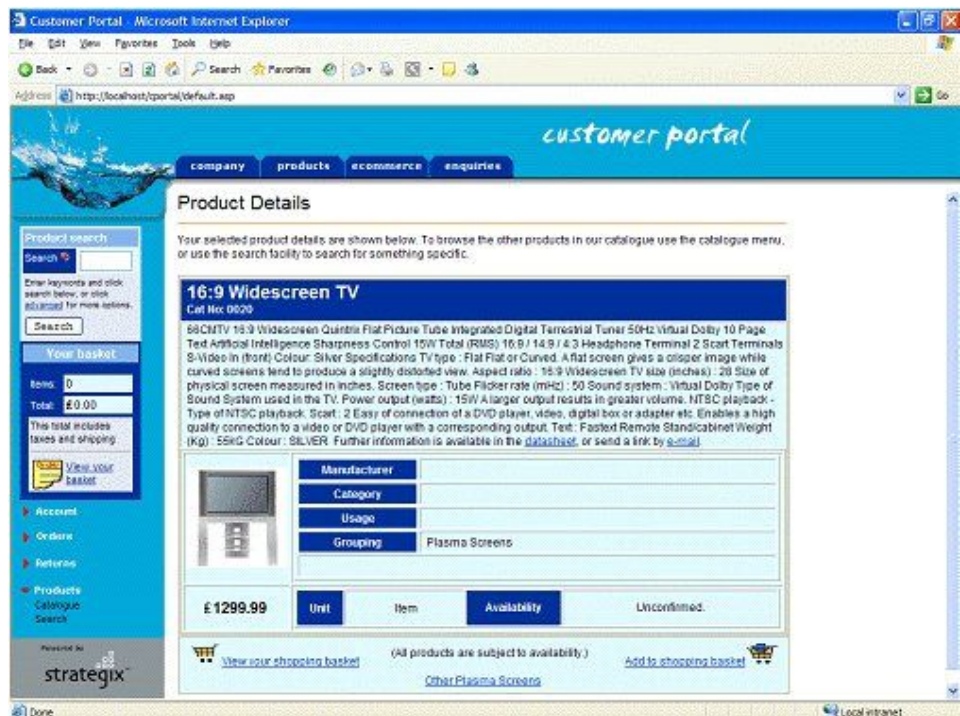 Customer Portal - Microsoft Internet Explorer
File Edit View Favorites Tools Help
Back Search Favorites
Address http://localhost/cportal/default.asp Go
customer portal
company products ecommerce enquiries
Product Details
Your selected product details are shown below. To browse the other products in our catalogue use the catalogue menu,
or use the search facility to search for something specific.
Product search
Search
Enter keywords and click
search below, or click
advanced for more options.
Search
Your basket
Items: 0
Total: £0.00
This total includes
taxes and shipping
View your
basket
Account
Orders
Returns
Products
Catalogue
Search
Powered by
strategix
16:9 Widescreen TV
Cat No: 0020
66CMTV 16:9 Widescreen Quintrix Flat Picture Tube Integrated Digital Terrestrial Tuner 50Hz Virtual Dolby 10 Page
Text Artificial Intelligence Sharpness Control 15W Total (RMS) 16:9 / 14:9 / 4:3 Headphone Terminal 2 Scart Terminals
S-Video In (front) Colour: Silver Specifications TV type : Flat Flat or Curved. A flat screen gives a crisper image while
curved screens tend to produce a slightly distorted view. Aspect ratio : 16:9 Widescreen TV size (inches) : 28 Size of
physical screen measured in inches. Screen type : Tube Flicker rate (mHz) : 50 Sound system : Virtual Dolby Type of
Sound System used in the TV. Power output (watts) : 15W A larger output results in greater volume. NTSC playback -
Type of NTSC playback. Scart : 2 Easy of connection of a DVD player, video, digital box or adapter etc. Enables a high
quality connection to a video or DVD player with a corresponding output. Text : Fastext Remote Stand/cabinet Weight
(Kg) : 55KG Colour : SILVER Further information is available in the datasheet, or send a link by e-mail.
Manufacturer
Category
Usage
Grouping Plasma Screens
£1299.99 Unit Item Availability Unconfirmed.
View your shopping basket (All products are subject to availability.) Add to shopping basket
Other Plasma Screens
Done Local intranet